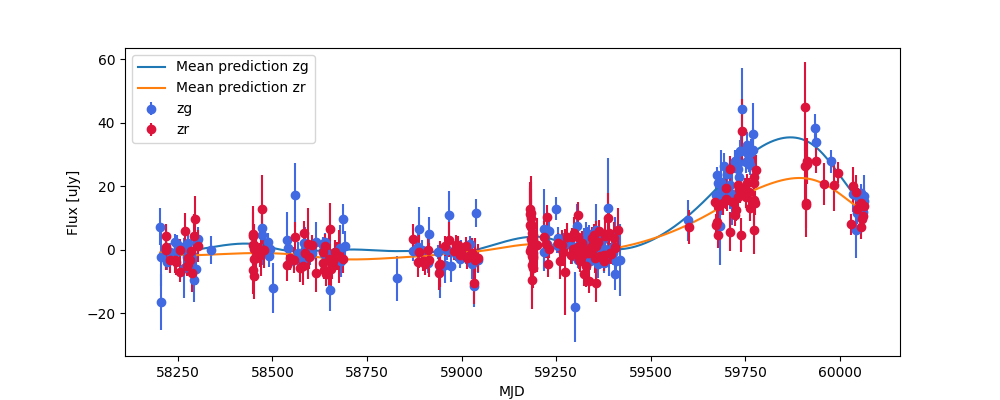 60
40
20
0
−20
Flux [uJy]
Mean prediction zg
Mean prediction zr
zg
zr
58250 58500 58750 59000 59250 59500 59750 60000
MJD